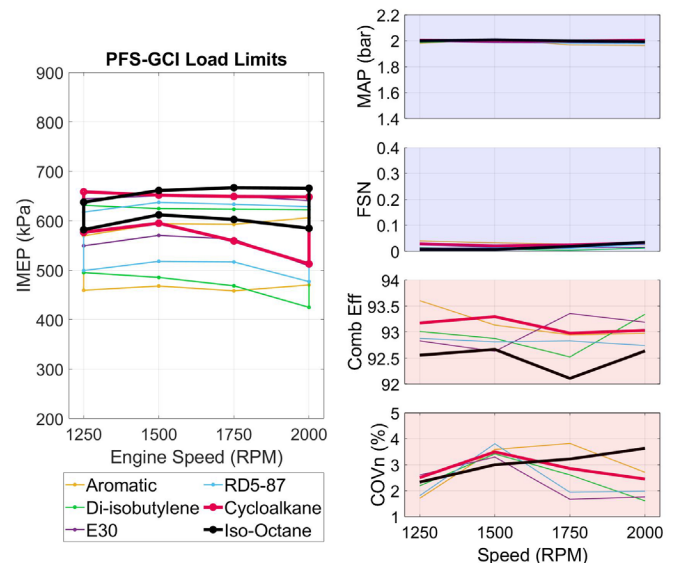 PFS-GCI Load Limits
900
800
700
600
500
400
300
200
IMEP (kPa)
1250 1500 1750 2000
Engine Speed (RPM)
Aromatic RD5-87
Di-isobutylene Cycloalkane
E30 Iso-Octane
2.2
2
1.8
1.6
1.4
MAP (bar)
0.4
0.3
0.2
0.1
0
FSN
94
93.5
93
92.5
92
Comb Eff
5
4
3
2
1
COVn (%)
1250 1500 1750 2000
Speed (RPM)